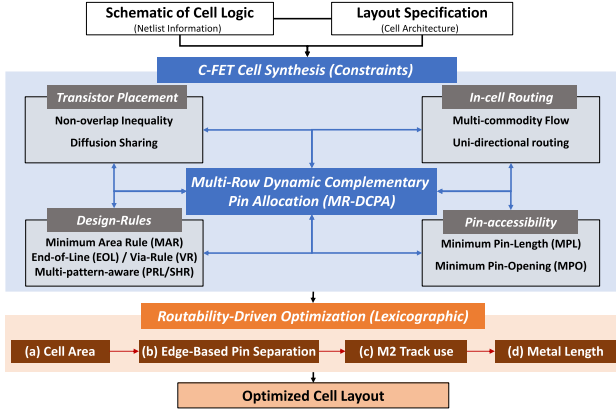 Schematic of Cell Logic
(Netlist Information)
Layout Specification
(Cell Architecture)
C-FET Cell Synthesis (Constraints)
Transistor Placement
Non-overlap Inequality
Diffusion Sharing
In-cell Routing
Multi-commodity Flow
Uni-directional routing
Multi-Row Dynamic Complementary
Pin Allocation (MR-DCPA)
Design-Rules
Minimum Area Rule (MAR)
End-of-Line (EOL) / Via-Rule (VR)
Multi-pattern-aware (PRL/SHR)
Pin-accessibility
Minimum Pin-Length (MPL)
Minimum Pin-Opening (MPO)
Routability-Driven Optimization (Lexicographic)
(a) Cell Area
(b) Edge-Based Pin Separation
(c) M2 Track use
(d) Metal Length
Optimized Cell Layout